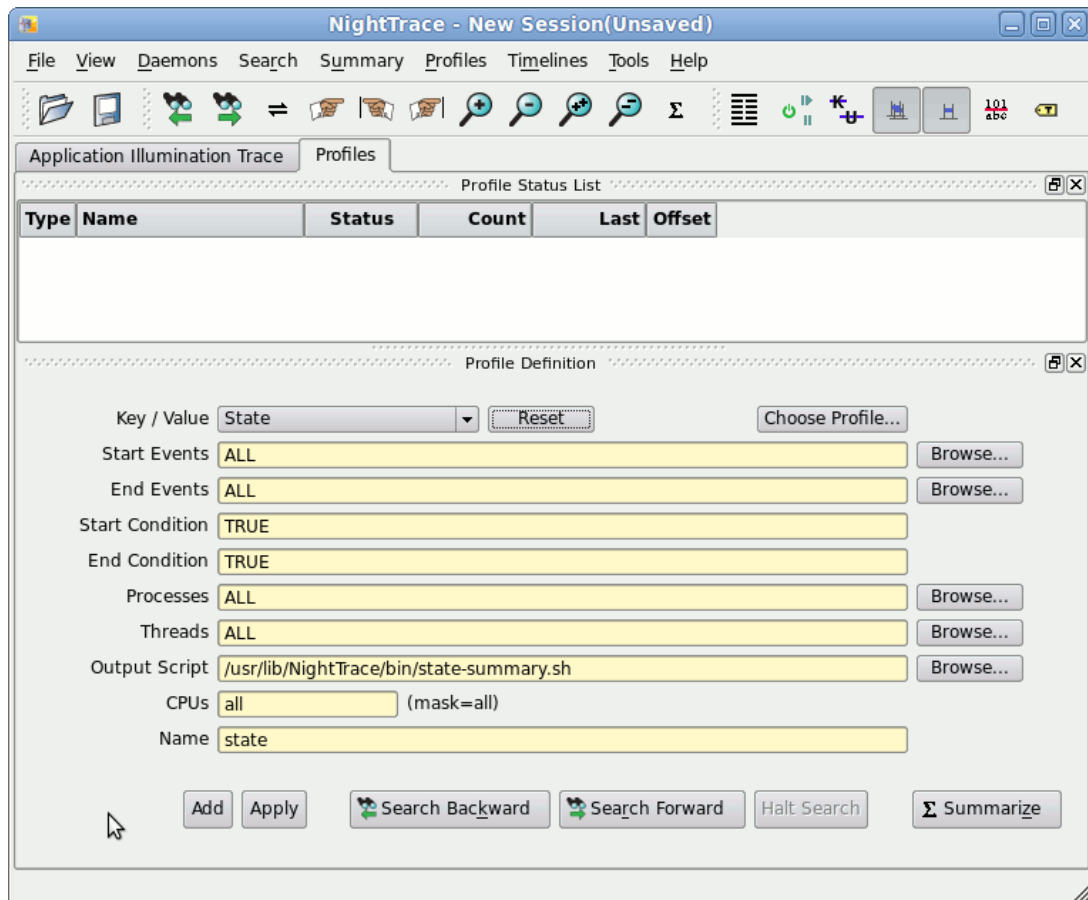 NightTrace - New Session(Unsaved)
File View Daemons Search Summary Profiles Timelines Tools Help
Σ K U 101 abc T
Application Illumination Trace Profiles
Profile Status List
Type Name Status Count Last Offset
Profile Definition
Key / Value State Reset Choose Profile...
Start Events ALL Browse...
End Events ALL Browse...
Start Condition TRUE
End Condition TRUE
Processes ALL Browse...
Threads ALL Browse...
Output Script /usr/lib/NightTrace/bin/state-summary.sh Browse...
CPUs all (mask=all)
Name state
Add Apply Search Backward Search Forward Halt Search Σ Summarize